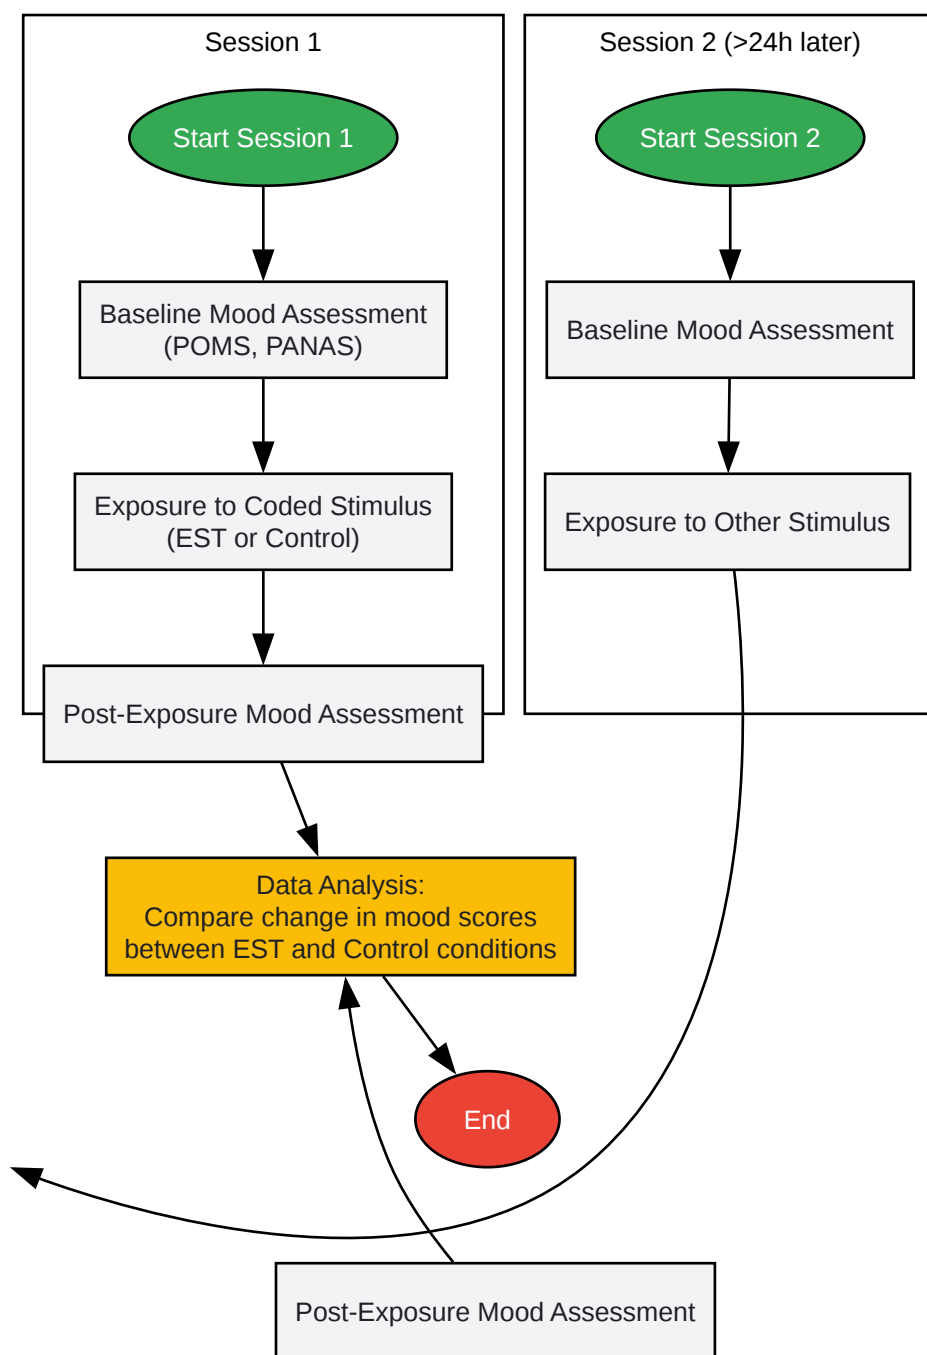 Session 1
Start Session 1
Baseline Mood Assessment
(POMS, PANAS)
Exposure to Coded Stimulus
(EST or Control)
Post-Exposure Mood Assessment
Session 2 (>24h later)
Start Session 2
Baseline Mood Assessment
Exposure to Other Stimulus
Data Analysis:
Compare change in mood scores
between EST and Control conditions
End
Post-Exposure Mood Assessment